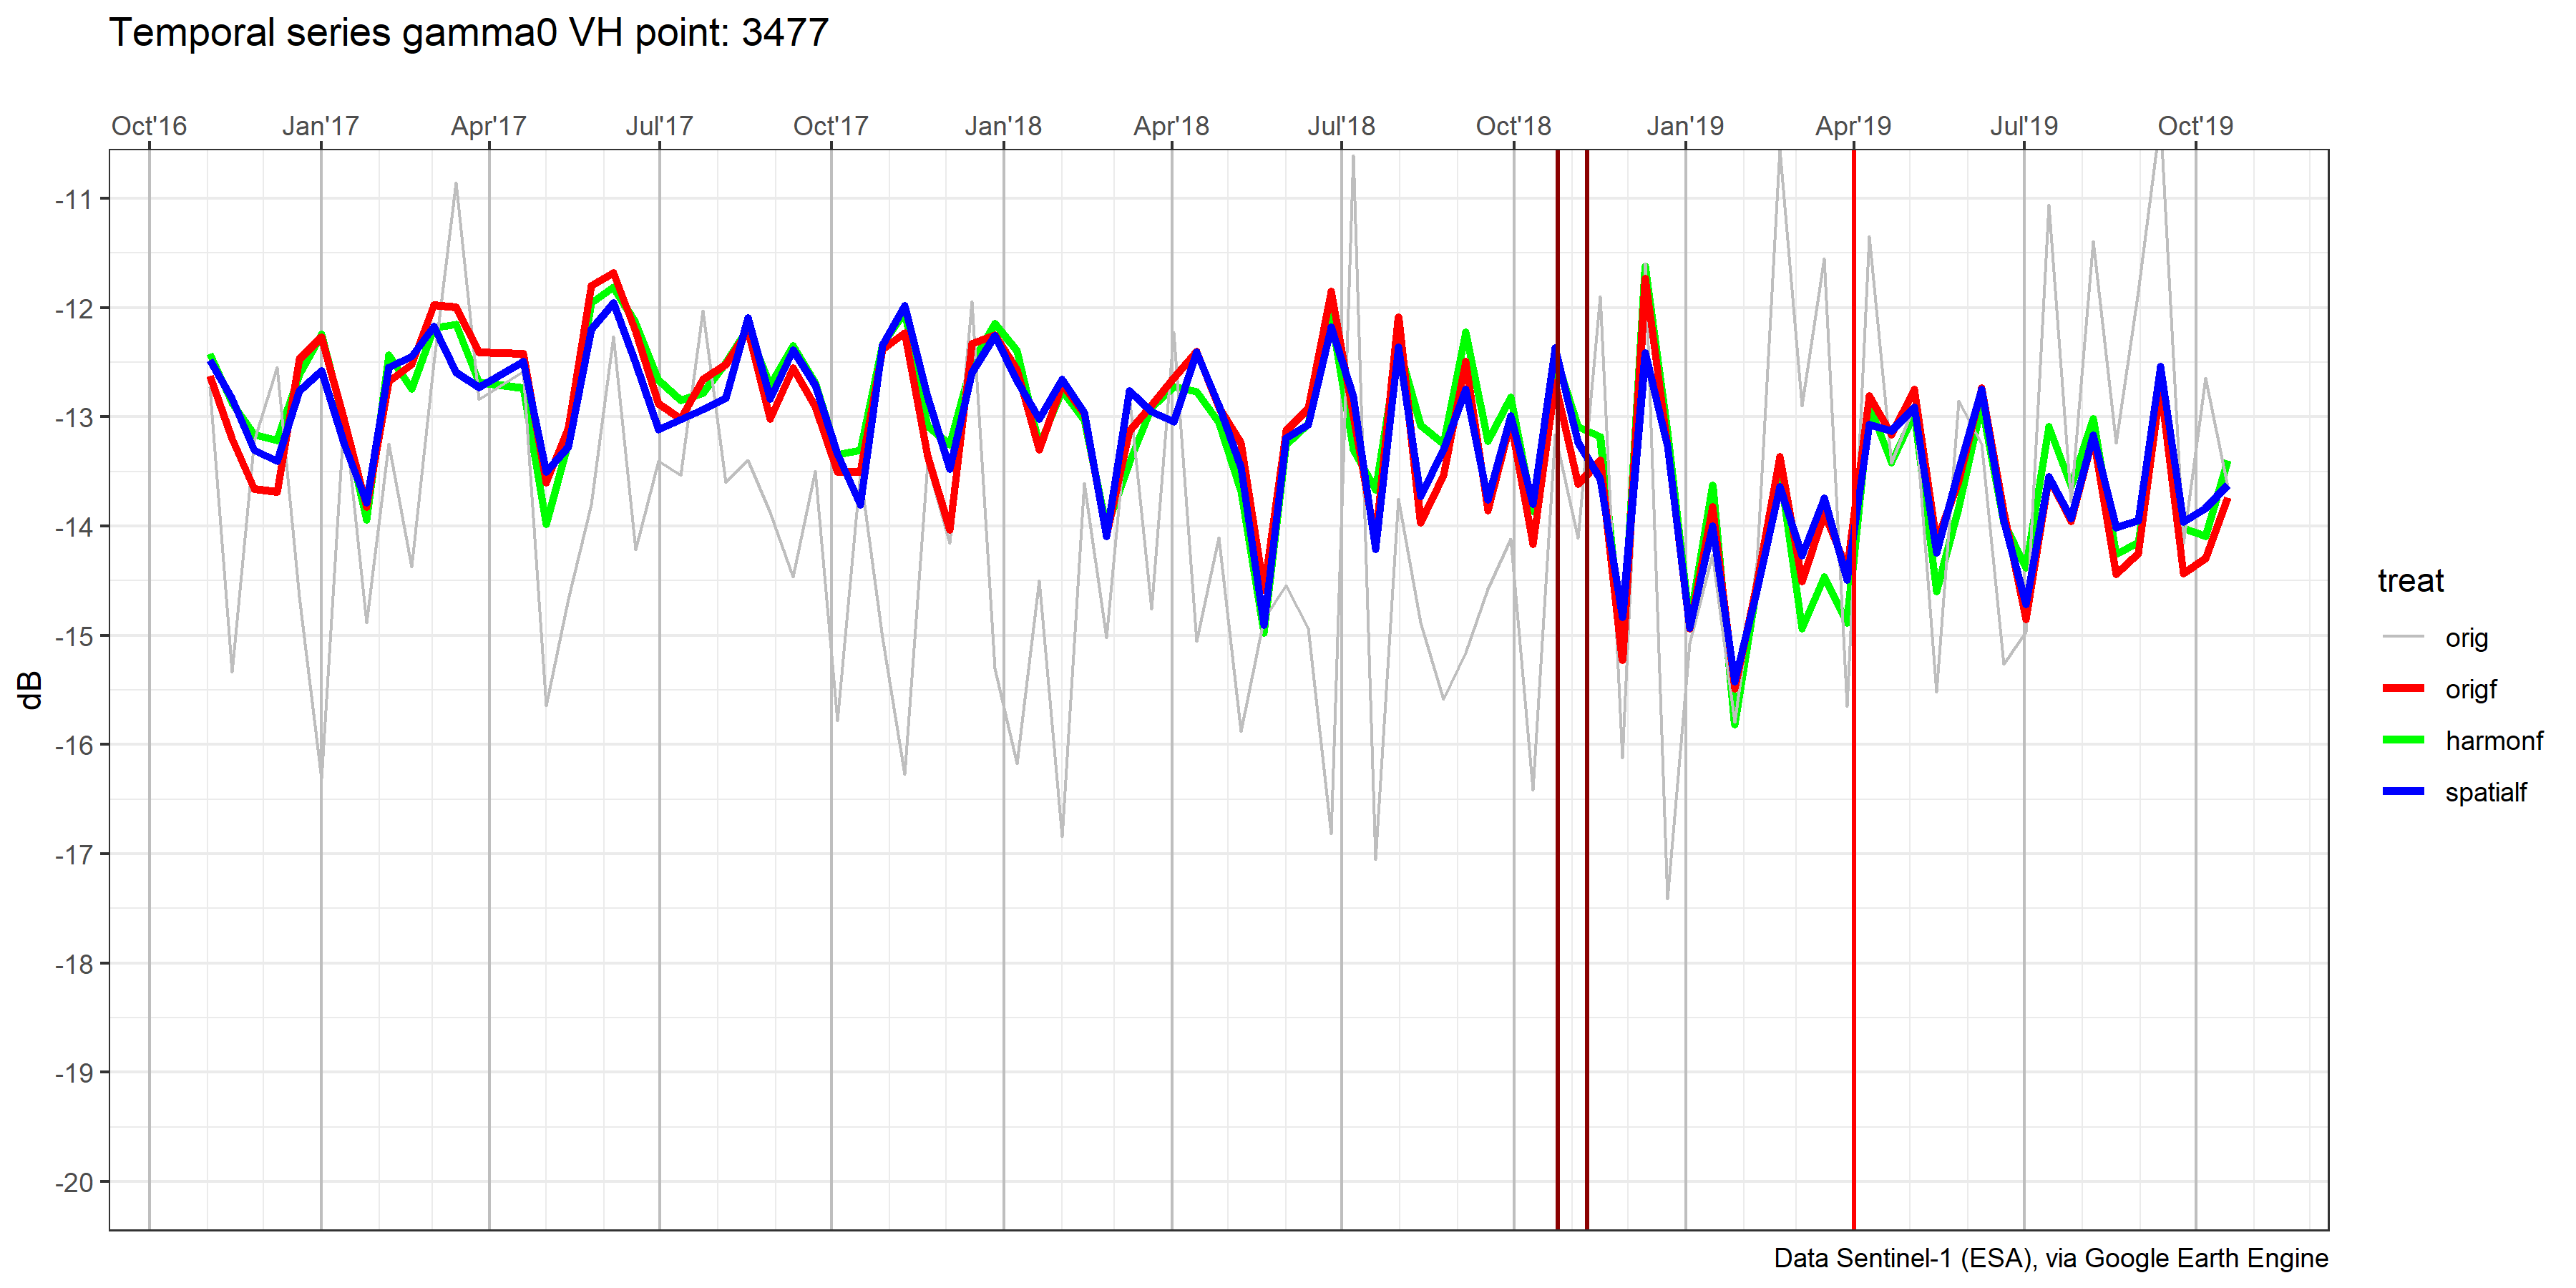 Temporal series gamma0 VH point: 3477
Oct'16 Jan'17 Apr'17 Jul'17 Oct'17 Jan'18 Apr'18 Jul'18 Oct'18 Jan'19 Apr'19 Jul'19 Oct'19
-11
-12
-13
-14
-15
-16
-17
-18
-19
-20
dB
treat
orig
origf
harmonf
spatialf
Data Sentinel-1 (ESA), via Google Earth Engine